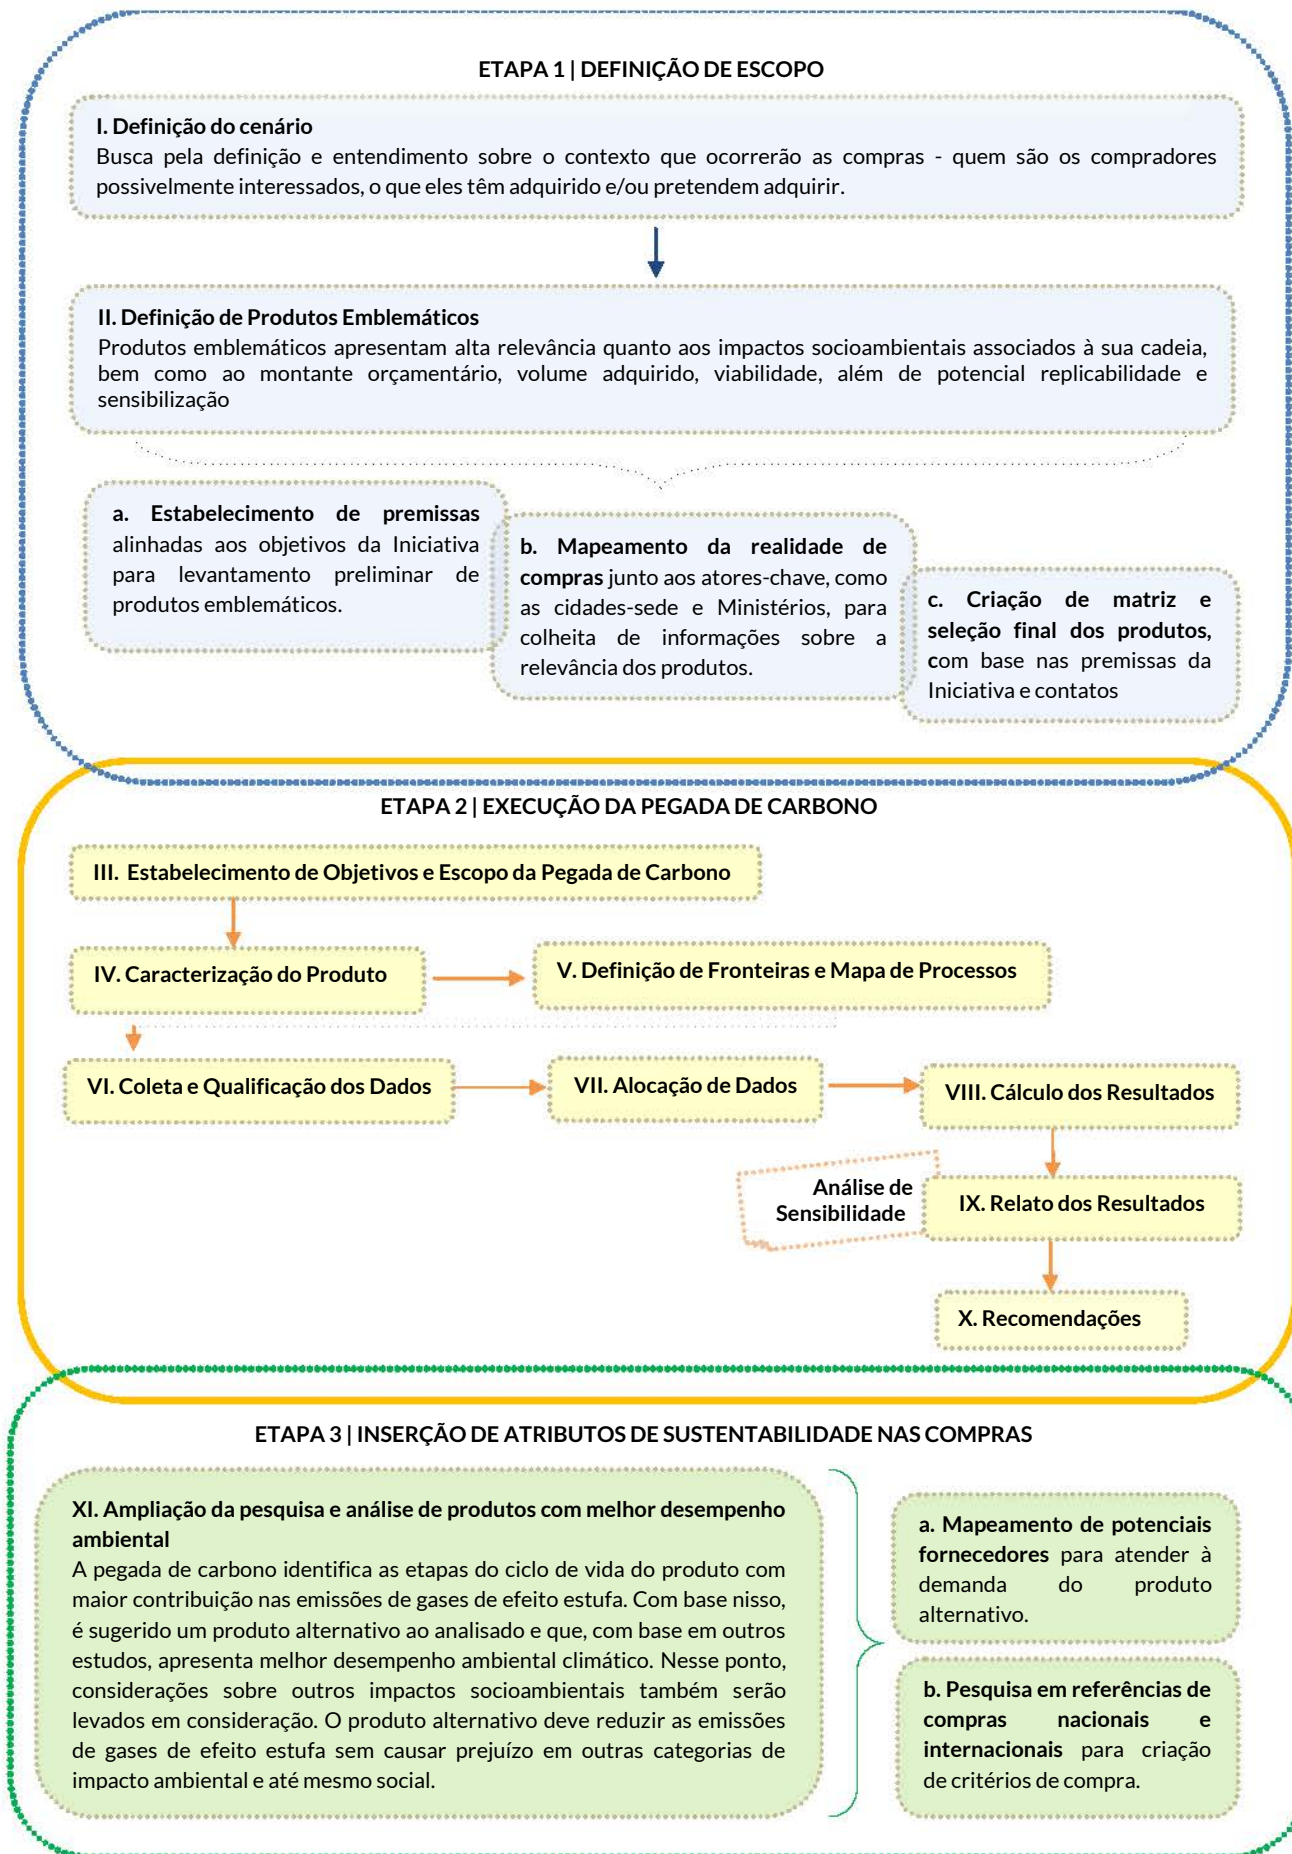 ETAPA 1 | DEFINIÇÃO DE ESCOPO
I. Definição do cenário
Busca pela definição e entendimento sobre o contexto que ocorrerão as compras - quem são os compradores
possivelmente interessados, o que eles têm adquirido e/ou pretendem adquirir.
II. Definição de Produtos Emblemáticos
Produtos emblemáticos apresentam alta relevância quanto aos impactos socioambientais associados à sua cadeia,
bem como ao montante orçamentário, volume adquirido, viabilidade, além de potencial replicabilidade e
sensibilização
a. Estabelecimento de premissas
alinhadas aos objetivos da Iniciativa
para levantamento preliminar de
produtos emblemáticos.
b. Mapeamento da realidade de
compras junto aos atores-chave, como
as cidades-sede e Ministérios, para
colheita de informações sobre a
relevância dos produtos.
c. Criação de matriz e
seleção final dos produtos,
com base nas premissas da
Iniciativa e contatos
ETAPA 2 | EXECUÇÃO DA PEGADA DE CARBONO
III. Estabelecimento de Objetivos e Escopo da Pegada de Carbono
IV. Caracterização do Produto
V. Definição de Fronteiras e Mapa de Processos
VI. Coleta e Qualificação dos Dados
VII. Alocação de Dados
VIII. Cálculo dos Resultados
Análise de
Sensibilidade
IX. Relato dos Resultados
X. Recomendações
ETAPA 3 | INSERÇÃO DE ATRIBUTOS DE SUSTENTABILIDADE NAS COMPRAS
XI. Ampliação da pesquisa e análise de produtos com melhor desempenho
ambiental
A pegada de carbono identifica as etapas do ciclo de vida do produto com
maior contribuição nas emissões de gases de efeito estufa. Com base nisso,
é sugerido um produto alternativo ao analisado e que, com base em outros
estudos, apresenta melhor desempenho ambiental climático. Nesse ponto,
considerações sobre outros impactos socioambientais também serão
levados em consideração. O produto alternativo deve reduzir as emissões
de gases de efeito estufa sem causar prejuízo em outras categorias de
impacto ambiental e até mesmo social.
a. Mapeamento de potenciais
fornecedores para atender à
demanda do produto
alternativo.
b. Pesquisa em referências de
compras nacionais e
internacionais para criação
de critérios de compra.